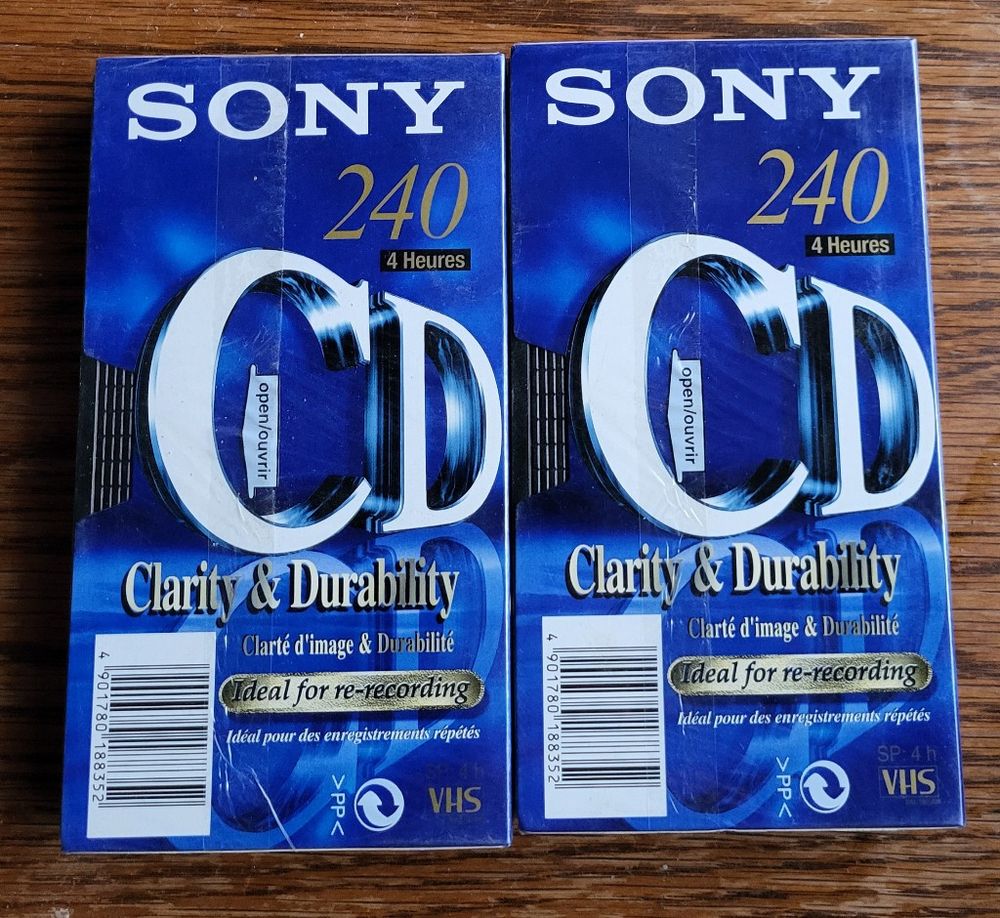 SONY
240
4 Heures
CD
open/ouvrir
Clarity & Durability
Clarté d'image & Durabilité
Ideal for re-recording
Idéal pour des enregistrements répétés
4 901780 188352
>PP<
SP 4 h
VHS
SONY
240
4 Heures
CD
open/ouvrir
Clarity & Durability
Clarté d'image & Durabilité
Ideal for re-recording
Idéal pour des enregistrements répétés
4 901780 188352
>PP<
SP 4 h
VHS